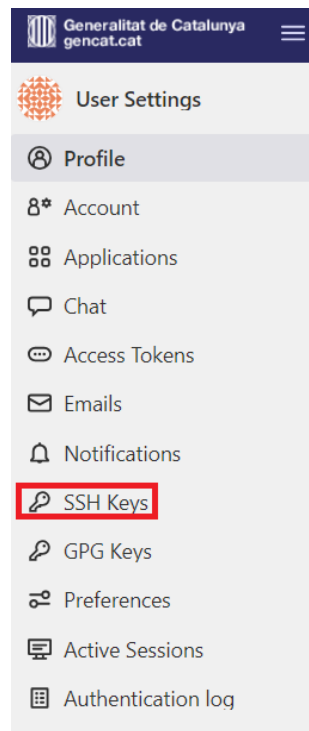 Generalitat de Catalunya
gencat.cat
User Settings
Profile
Account
Applications
Chat
Access Tokens
Emails
Notifications
SSH Keys
GPG Keys
Preferences
Active Sessions
Authentication log